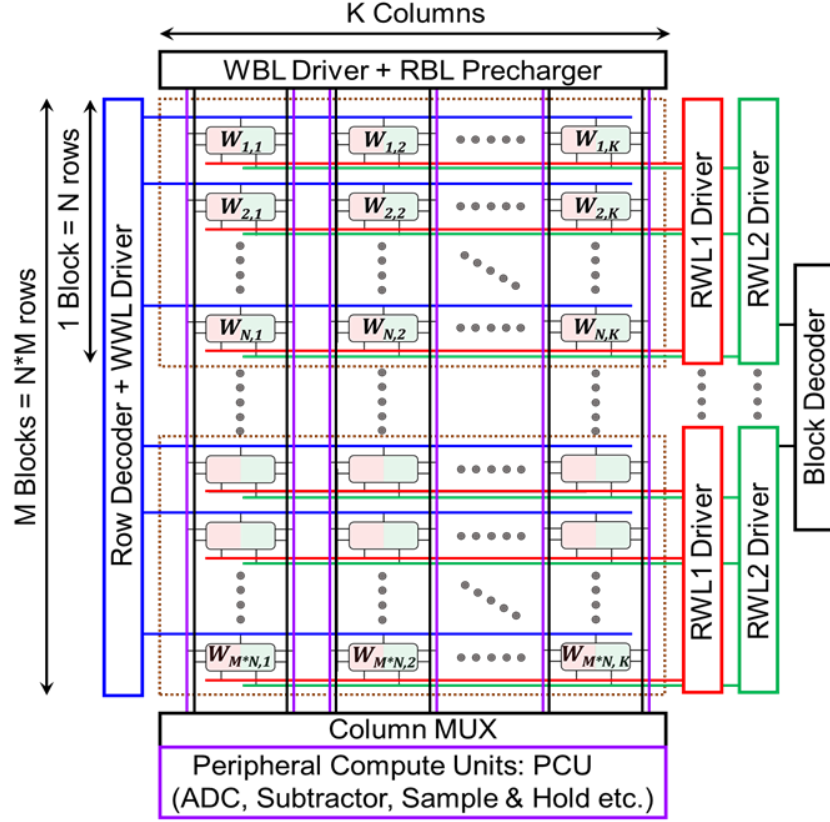 K Columns
WBL Driver + RBL Precharger
M Blocks = N*M rows
1 Block = N rows
Row Decoder + WWL Driver
W1,1 W1,2 W1,K
W2,1 W2,2 W2,K
WN,1 WN,2 WN,K
RWL1 Driver
RWL2 Driver
Block Decoder
WM*N,1 WM*N,2 WM*N,K
RWL1 Driver
RWL2 Driver
Column MUX
Peripheral Compute Units: PCU
(ADC, Subtractor, Sample & Hold etc.)